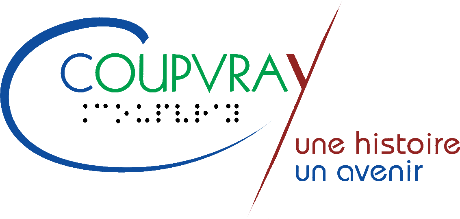 COUPVRAY
⠨⠉⠕⠥⠏⠧⠗⠁⠽
une histoire
un avenir